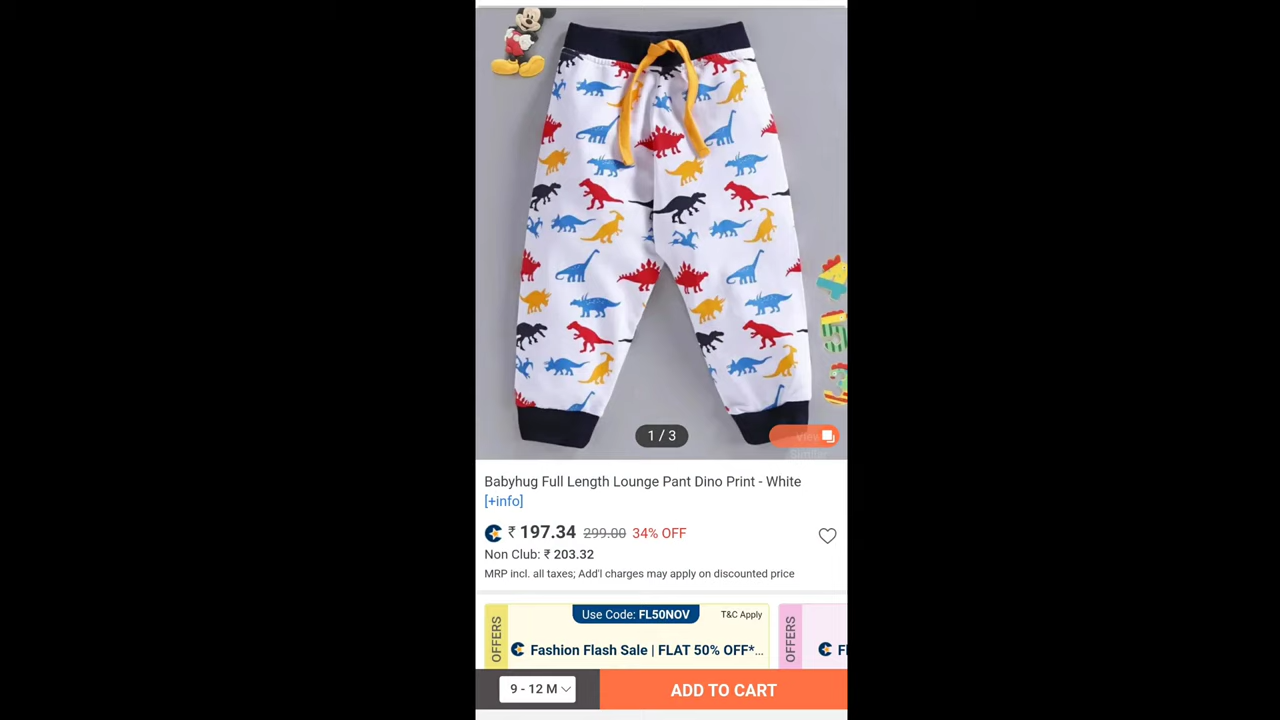 1 / 3
View
Babyhug Full Length Lounge Pant Dino Print - White
[+info]
₹ 197.34 299.00 34% OFF
Non Club: ₹ 203.32
MRP incl. all taxes; Add'l charges may apply on discounted price
OFFERS
Use Code: FL50NOV
T&C Apply
Fashion Flash Sale | FLAT 50% OFF*...
OFFERS
9 - 12 M
ADD TO CART